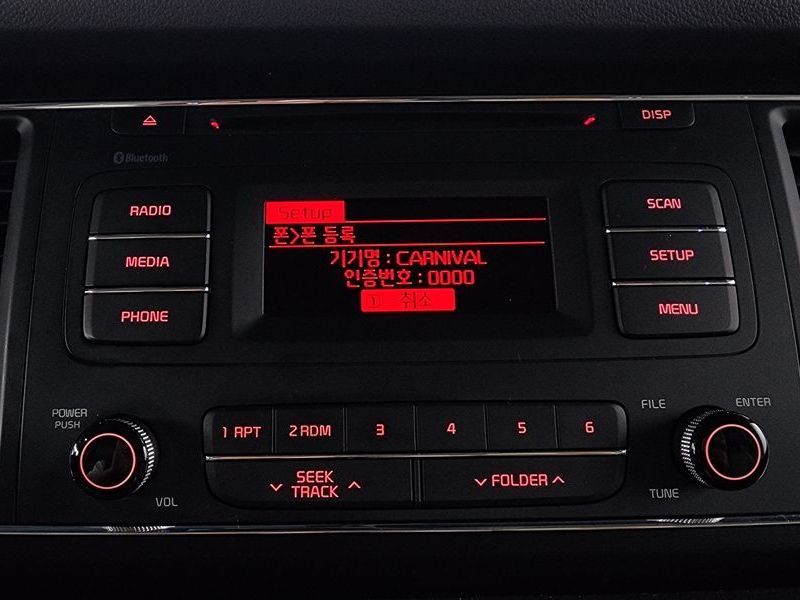 DISP
Bluetooth
RADIO
MEDIA
PHONE
Setup
폰>폰 등록
기기명 : CARNIVAL
인증번호 : 0000
1 취소
SCAN
SETUP
MENU
POWER
PUSH
VOL
1 RPT
2 RDM
3
4
5
6
SEEK
TRACK
FOLDER
FILE
ENTER
TUNE